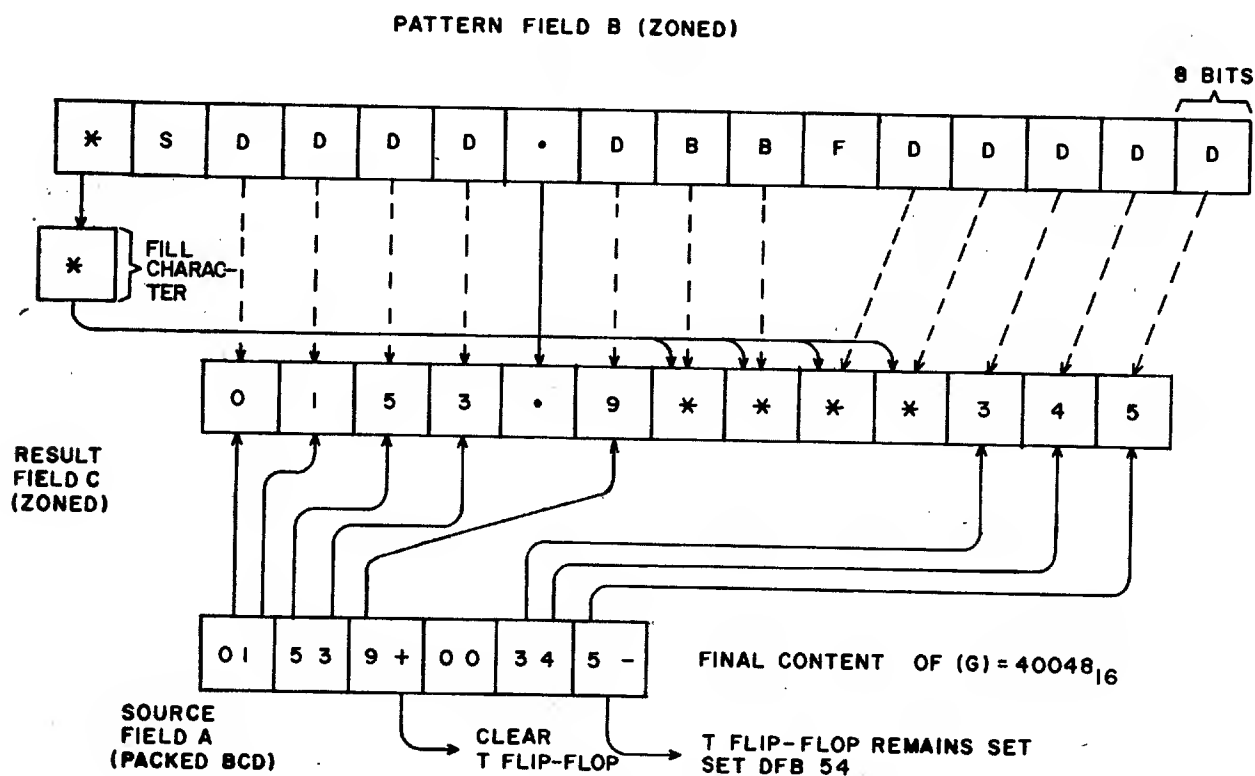 PATTERN FIELD B (ZONED)
8 BITS
* S D D D D • D B B F D D D D D
*
FILL
CHARAC-
TER
0 1 5 3 • 9 * * * * 3 4 5
RESULT
FIELD C
(ZONED)
01 53 9+ 00 34 5-
FINAL CONTENT OF (G) = 40048₁₆
SOURCE
FIELD A
(PACKED BCD)
CLEAR
T FLIP-FLOP
T FLIP-FLOP REMAINS SET
SET DFB 54